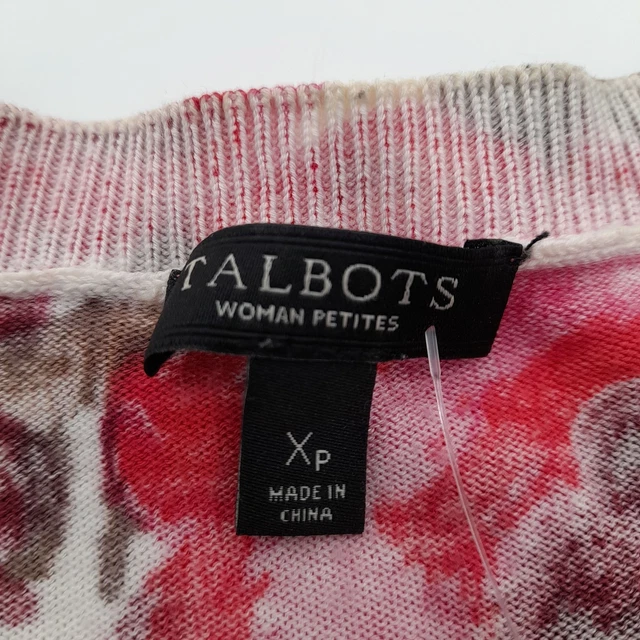 TALBOTS
WOMAN PETITES
XP
MADE IN
CHINA